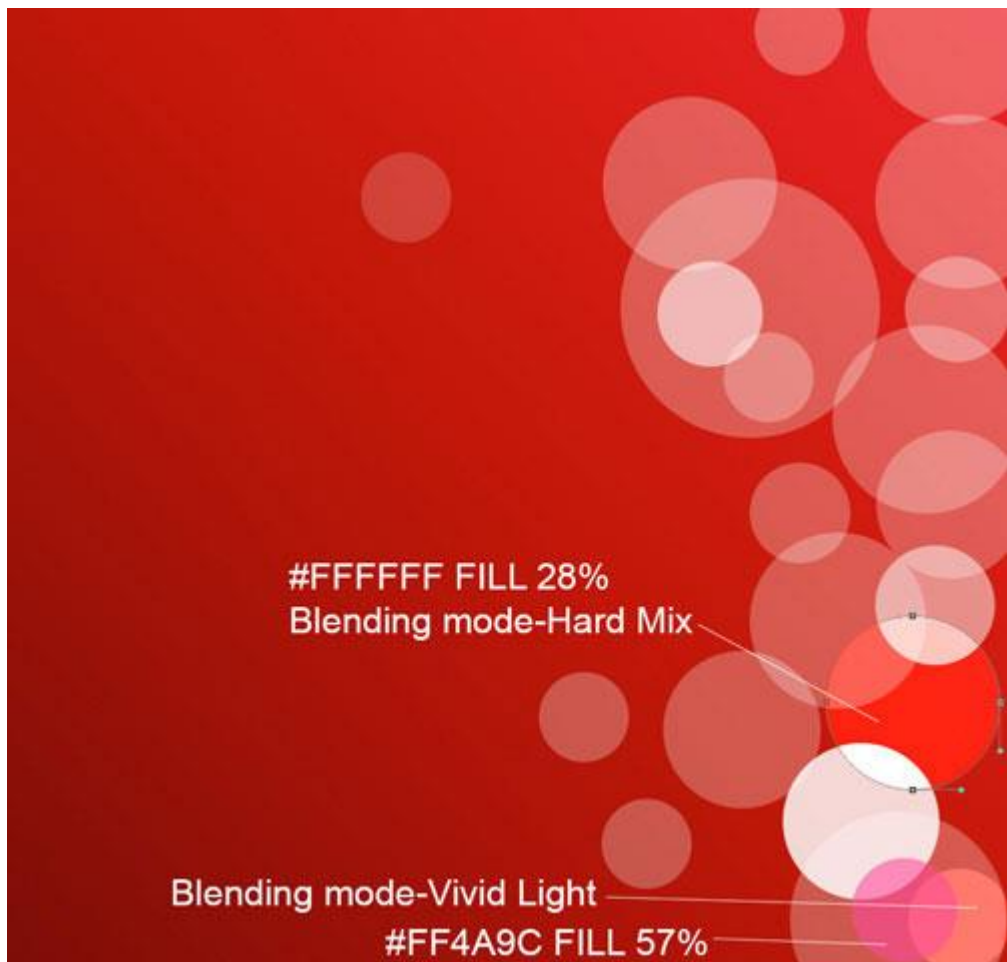 #FFFFFF FILL 28%
Blending mode-Hard Mix
Blending mode-Vivid Light
#FF4A9C FILL 57%